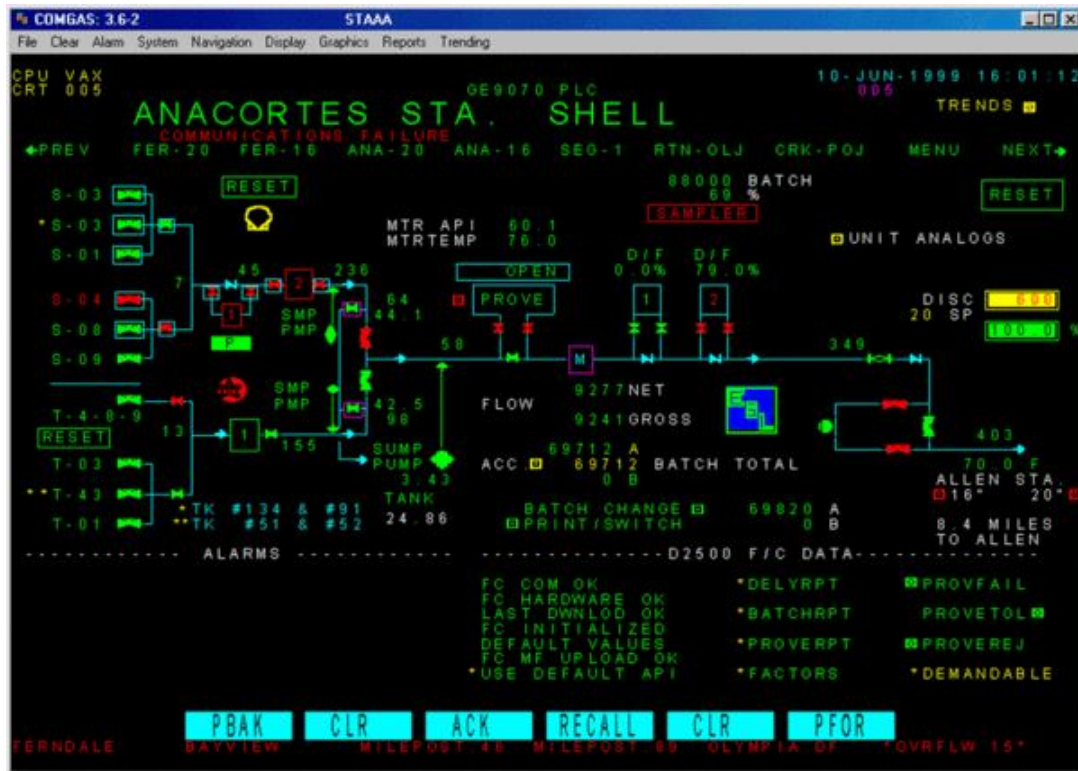 COMGAS: 3.6-2 STAAA
File Clear Alarm System Navigation Display Graphics Reports Trending
CPU VAX 10-JUN-1999 16:01:12
CRT 005 GE9070 PLC 005
TRENDS
ANACORTES STA. SHELL
COMMUNICATIONS FAILURE
PREV FER-20 FER-16 ANA-20 ANA-16 SEG-1 RTN-OLJ CRK-POJ MENU NEXT
88000 BATCH
RESET 69 % RESET
S-03
SAMPLER
*S-03 MTR API 60.1
MTRTEMP 76.0 UNIT ANALOGS
S-01 D/F D/F
45 236 OPEN 0.0% 79.0%
7 2 64 PROVE 1 2 DISC 690
S-04 1 SMP 44.1 20 SP
S-08 PMP 100.0 %
P 58 349
S-09 M
SMP 42.5 9277 NET
PMP 98 FLOW
T-4-8-9 9241 GROSS
RESET 13 1 155 403
SUMP 69712 A
T-03 PUMP ACC. 69712 BATCH TOTAL 70.0 F
3.43 0 B ALLEN STA.
**T-43 TANK 16" 20"
*TK #134 & #91 24.86 BATCH CHANGE 69820 A
T-01 **TK #51 & #52 PRINT/SWITCH 0 B 8.4 MILES
TO ALLEN
ALARMS D2500 F/C DATA
FC COM OK *DELYRPT PROVFAIL
FC HARDWARE OK
LAST DWNLOD OK *BATCHRPT PROVETOL
FC INITIALIZED
DEFAULT VALUES *PROVERPT PROVEREJ
FC MF UPLOAD OK
*USE DEFAULT API *FACTORS *DEMANDABLE
PBAK CLR ACK RECALL CLR PFOR
FERNDALE BAYVIEW MILEPOST.46 OLYMPIA DF *OVRFLW 15"